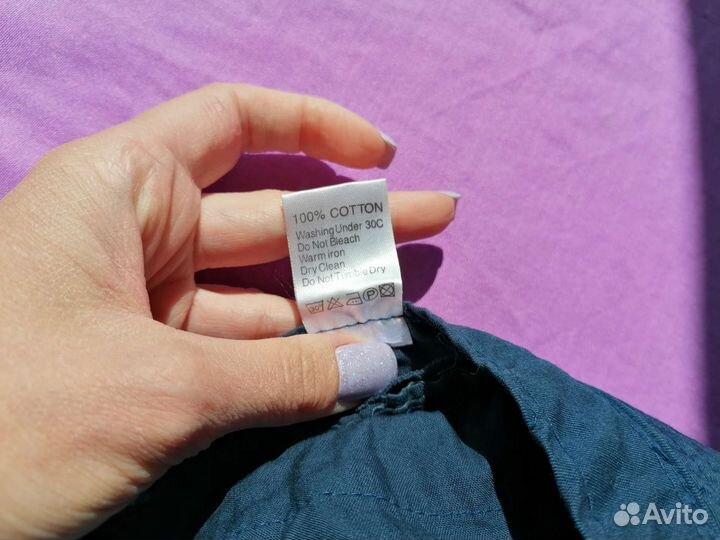 100% COTTON
Washing Under 30C
Do Not Bleach
Warm iron
Dry Clean
Do Not Tumble Dry
Avito